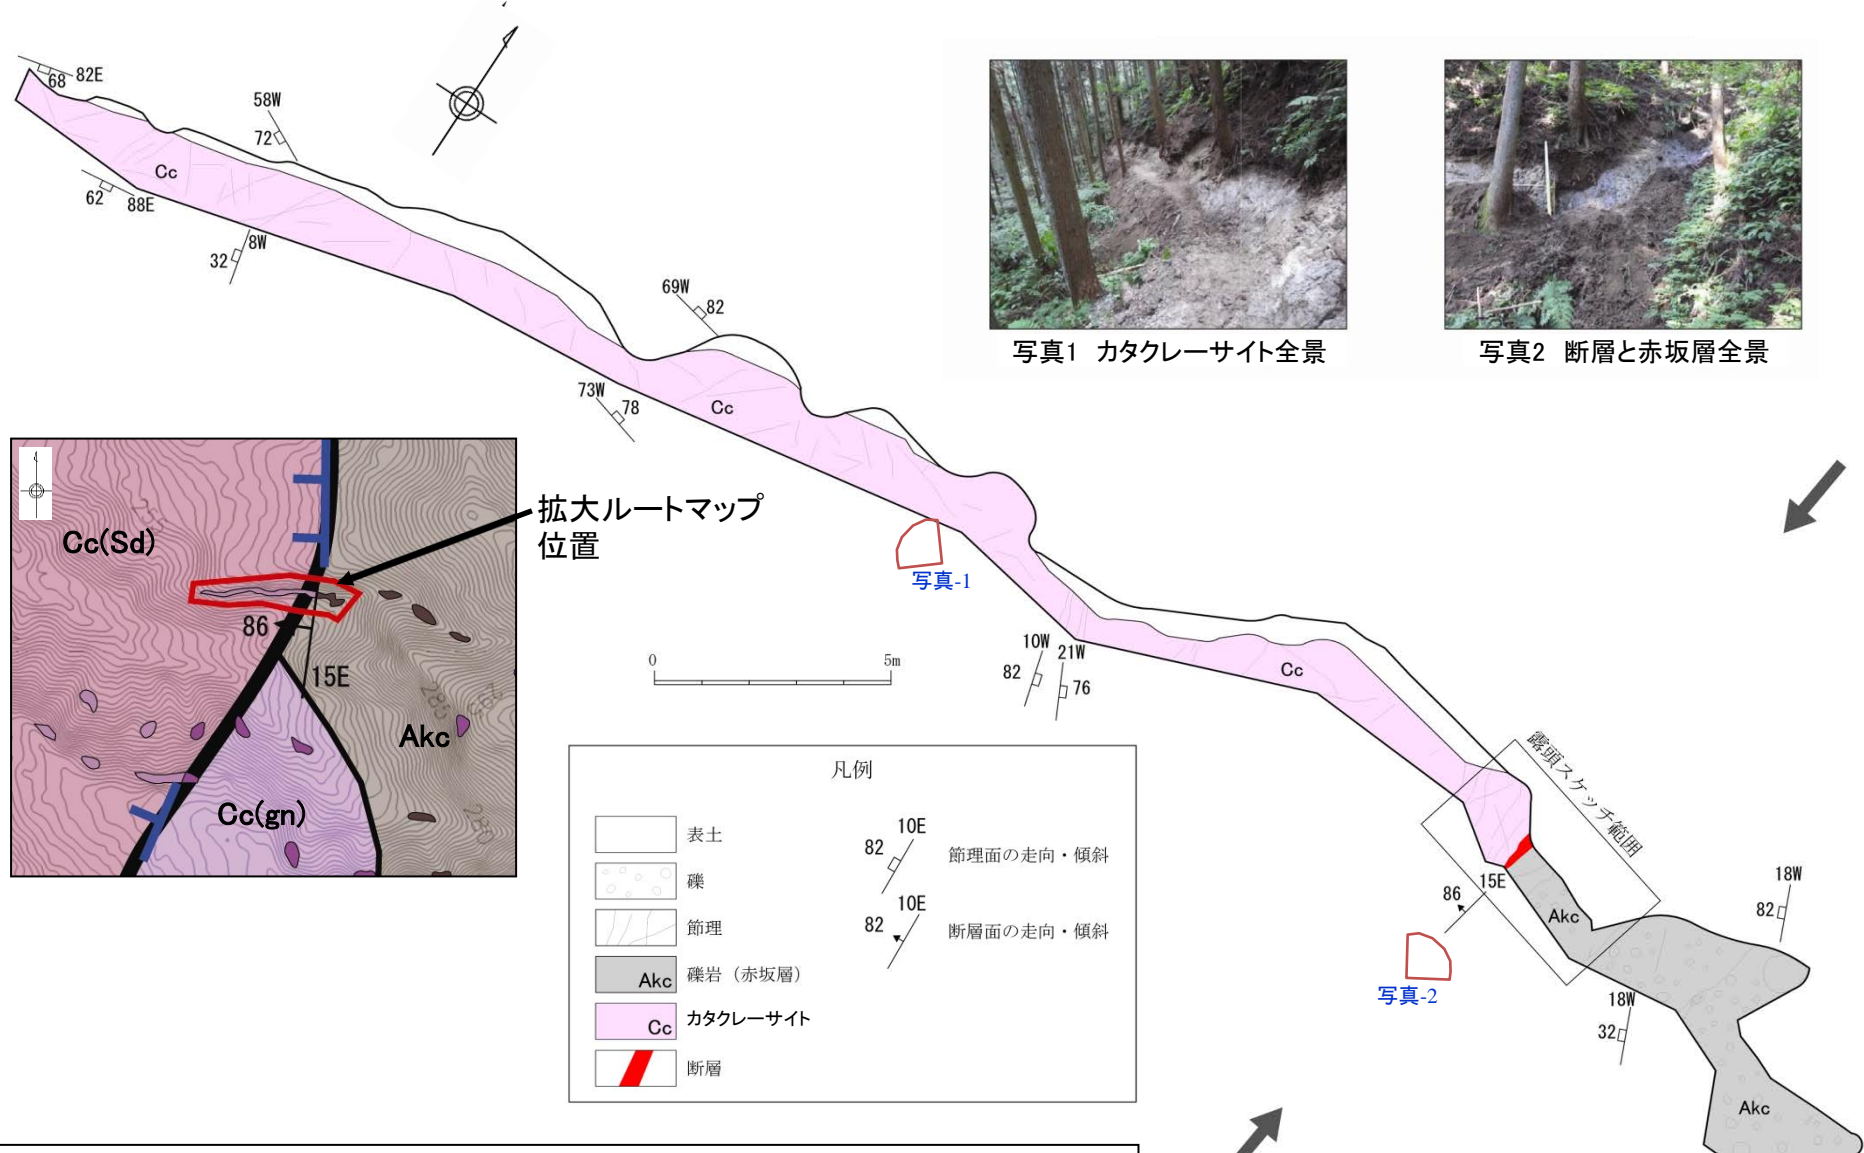 68
82E
58W
72
Cc
62
88E
8W
32
69W
82
73W
78
Cc
写真1 カタクレーサイト全景
写真2 断層と赤坂層全景
Cc(Sd)
255
86
15E
285
295
Akc
Cc(gn)
280
拡大ルートマップ
位置
写真-1
0
5m
10W
82
21W
76
Cc
露頭スケッチ範囲
凡例
表土
礫
節理
Akc
礫岩（赤坂層）
Cc
カタクレーサイト
断層
10E
82
節理面の走向・傾斜
10E
82
断層面の走向・傾斜
15E
86
写真-2
Akc
18W
82
18W
32
Akc